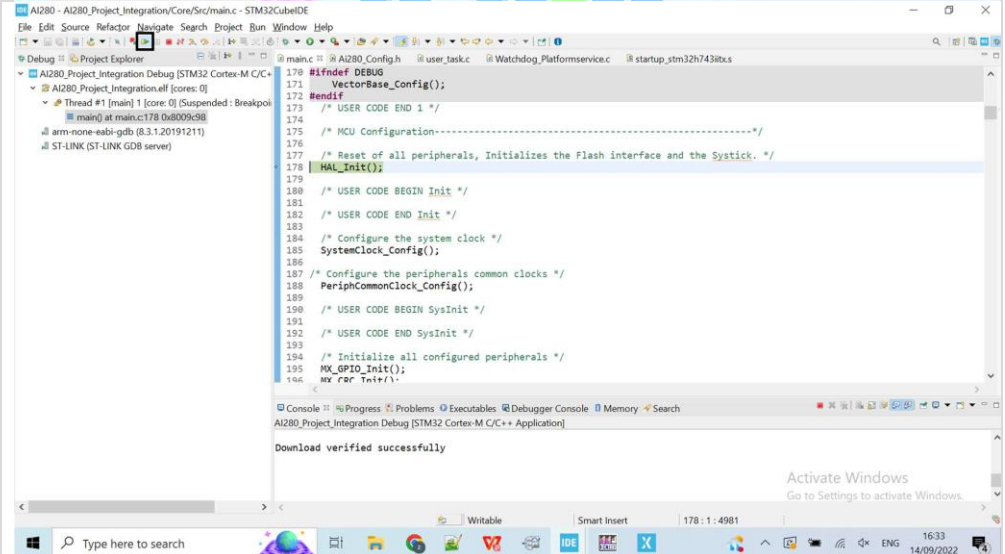 IDE AI280 - AI280_Project_Integration/Core/Src/main.c - STM32CubeIDE
File Edit Source Refactor Navigate Search Project Run Window Help
Debug Project Explorer
main.c Ai280_Config.h user_task.c Watchdog_Platformservice.c startup_stm32h743iitx.s
AI280_Project_Integration Debug [STM32 Cortex-M C/C+
AI280_Project_Integration.elf [cores: 0]
Thread #1 [main] 1 [core: 0] (Suspended : Breakpoi
main() at main.c:178 0x8009c98
arm-none-eabi-gdb (8.3.1.20191211)
ST-LINK (ST-LINK GDB server)
170 #ifndef DEBUG
171 VectorBase_Config();
172 #endif
173 /* USER CODE END 1 */
174
175 /* MCU Configuration--------------------------------------------------------*/
176
177 /* Reset of all peripherals, Initializes the Flash interface and the Systick. */
178 HAL_Init();
179
180 /* USER CODE BEGIN Init */
181
182 /* USER CODE END Init */
183
184 /* Configure the system clock */
185 SystemClock_Config();
186
187 /* Configure the peripherals common clocks */
188 PeriphCommonClock_Config();
189
190 /* USER CODE BEGIN SysInit */
191
192 /* USER CODE END SysInit */
193
194 /* Initialize all configured peripherals */
195 MX_GPIO_Init();
196 MX_CRC_Init();
Console Progress Problems Executables Debugger Console Memory Search
AI280_Project_Integration Debug [STM32 Cortex-M C/C++ Application]
Download verified successfully
Activate Windows
Go to Settings to activate Windows.
Writable Smart Insert 178 : 1 : 4981
Type here to search
IDE
ENG
16:33
14/09/2022